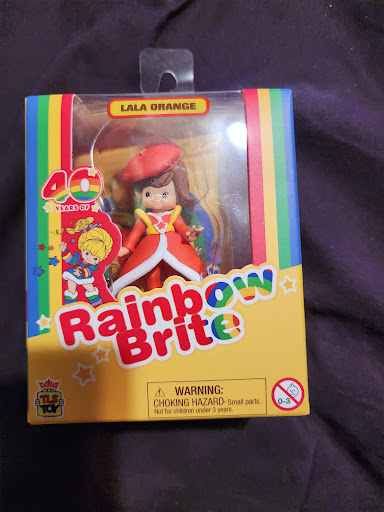 LALA ORANGE
40
YEARS OF
Rainbow
Brite
TLS
TOY
WARNING:
CHOKING HAZARD-Small parts.
Not for children under 3 years.
0-3